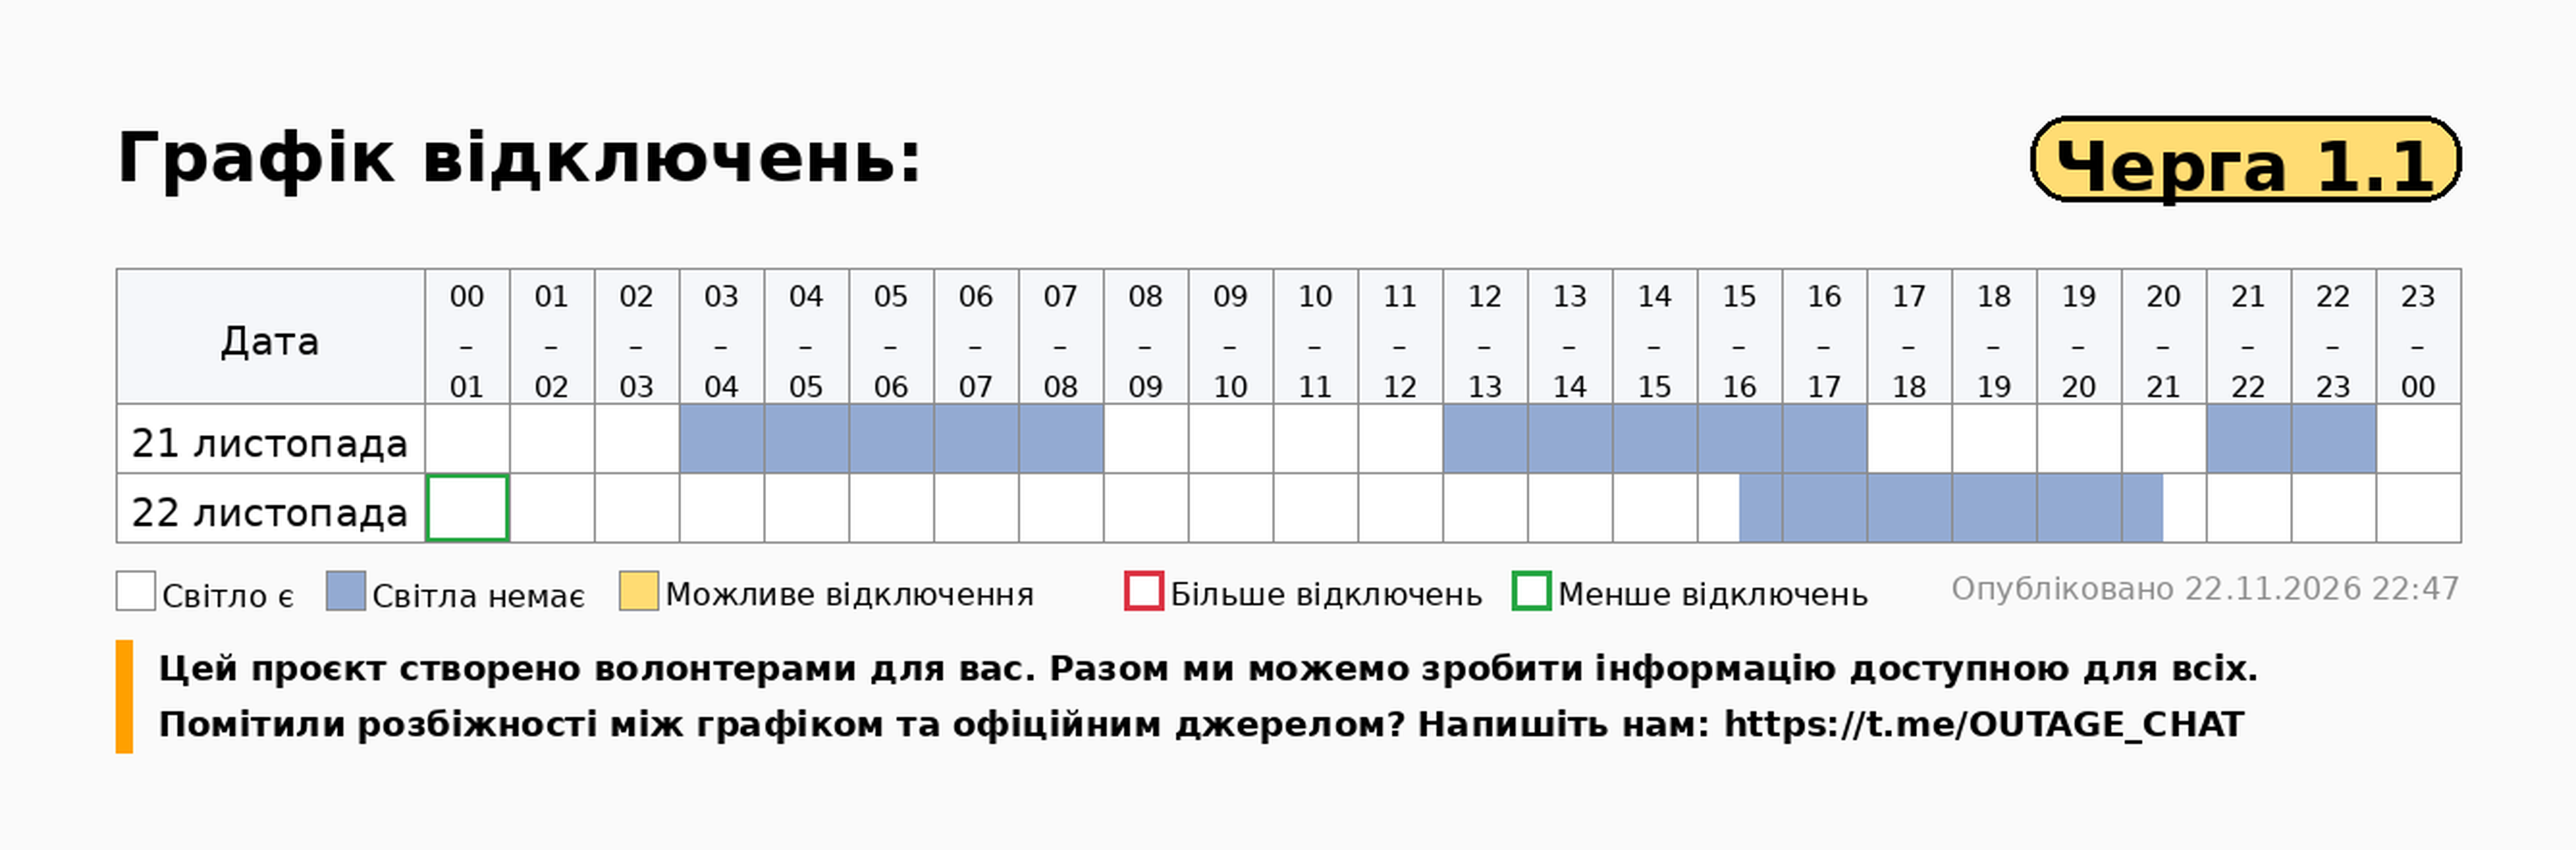 Графік відключень:
Черга 1.1
Дата
00 – 01
01 – 02
02 – 03
03 – 04
04 – 05
05 – 06
06 – 07
07 – 08
08 – 09
09 – 10
10 – 11
11 – 12
12 – 13
13 – 14
14 – 15
15 – 16
16 – 17
17 – 18
18 – 19
19 – 20
20 – 21
21 – 22
22 – 23
23 – 00
21 листопада
22 листопада
Світло є
Світла немає
Можливе відключення
Більше відключень
Менше відключень
Опубліковано 22.11.2026 22:47
Цей проєкт створено волонтерами для вас. Разом ми можемо зробити інформацію доступною для всіх.
Помітили розбіжності між графіком та офіційним джерелом? Напишіть нам: https://t.me/OUTAGE_CHAT